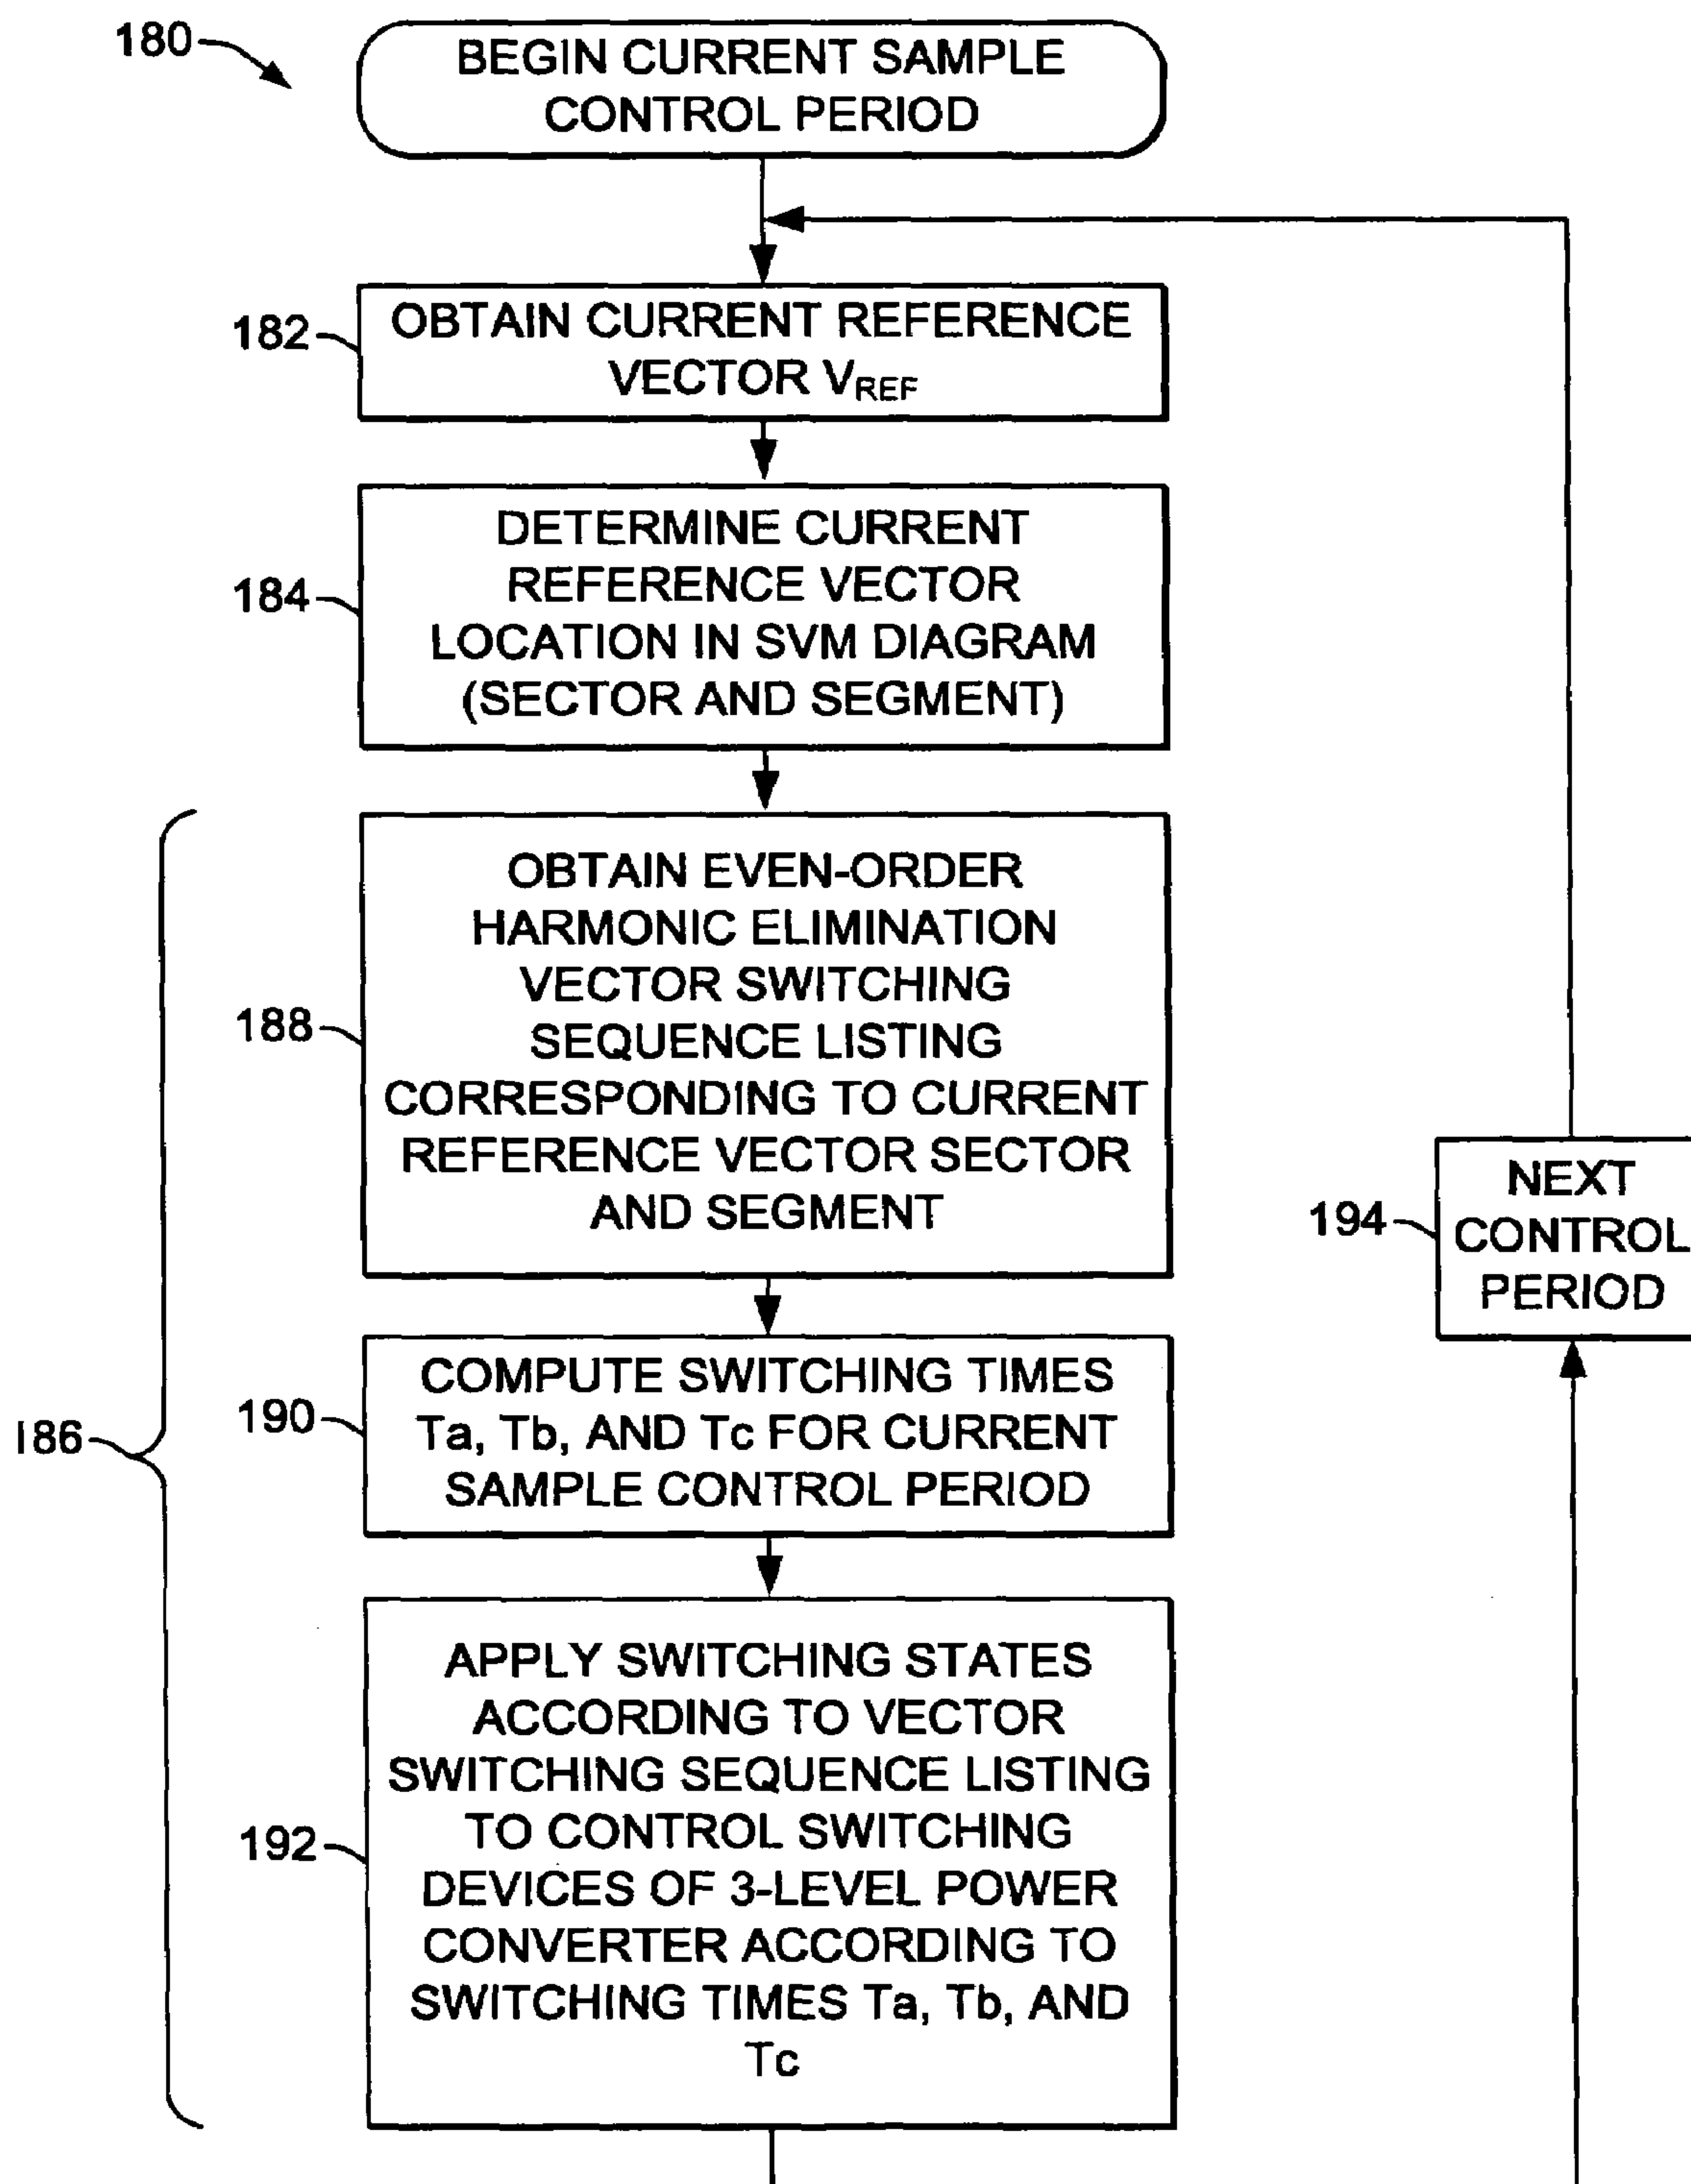 180
BEGIN CURRENT SAMPLE
CONTROL PERIOD
182
OBTAIN CURRENT REFERENCE
VECTOR VREF
184
DETERMINE CURRENT
REFERENCE VECTOR
LOCATION IN SVM DIAGRAM
(SECTOR AND SEGMENT)
186
188
OBTAIN EVEN-ORDER
HARMONIC ELIMINATION
VECTOR SWITCHING
SEQUENCE LISTING
CORRESPONDING TO CURRENT
REFERENCE VECTOR SECTOR
AND SEGMENT
190
COMPUTE SWITCHING TIMES
Ta, Tb, AND Tc FOR CURRENT
SAMPLE CONTROL PERIOD
192
APPLY SWITCHING STATES
ACCORDING TO VECTOR
SWITCHING SEQUENCE LISTING
TO CONTROL SWITCHING
DEVICES OF 3-LEVEL POWER
CONVERTER ACCORDING TO
SWITCHING TIMES Ta, Tb, AND
Tc
194
NEXT
CONTROL
PERIOD